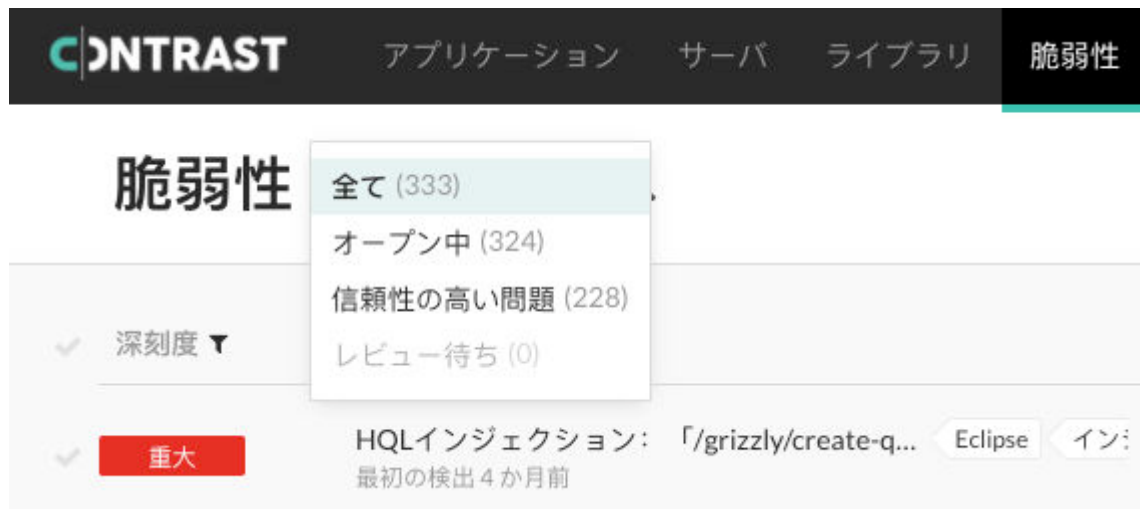 CONTRAST アプリケーション サーバ ライブラリ 脆弱性
脆弱性
全て (333)
オープン中 (324)
信頼性の高い問題 (228)
レビュー待ち (0)
深刻度
重大 HQLインジェクション: 「/grizzly/create-q... Eclipse
最初の検出 4 か月前